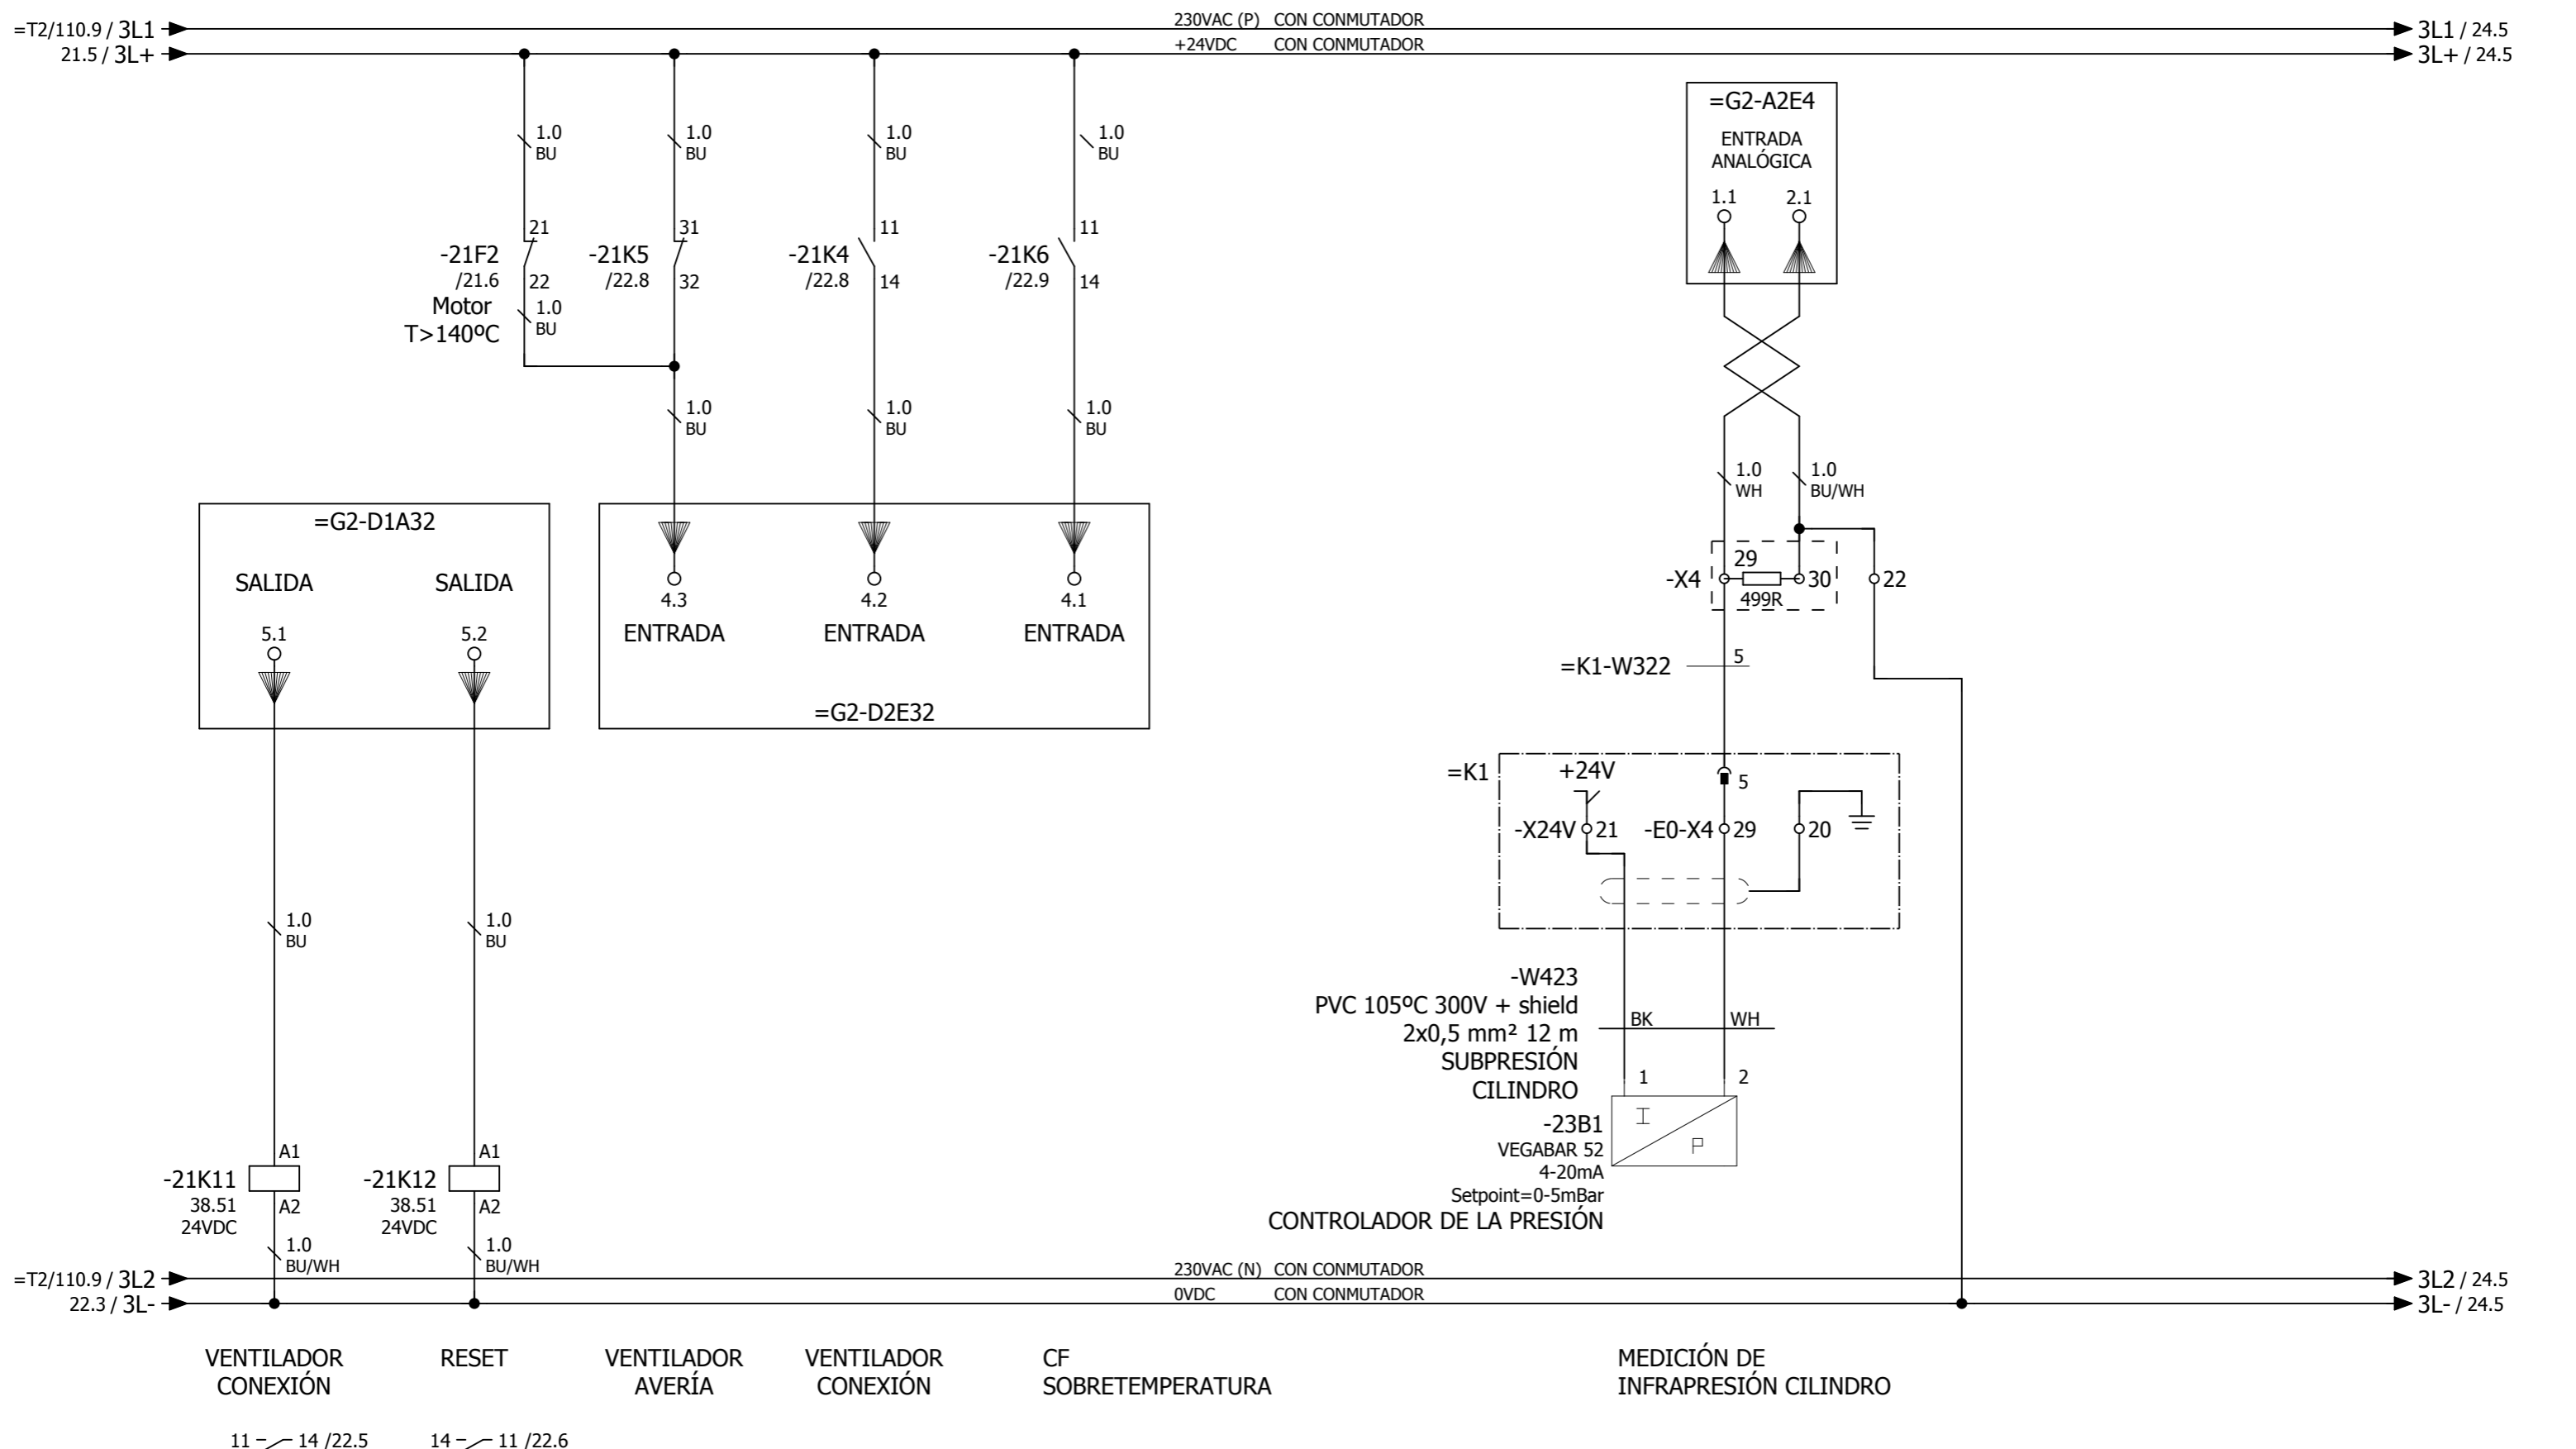 =T2/110.9 / 3L1
230VAC (P) CON CONMUTADOR
3L1 / 24.5
21.5 / 3L+
+24VDC CON CONMUTADOR
3L+ / 24.5
1.0
BU
1.0
BU
1.0
BU
1.0
BU
-21F2
/21.6
21
22
Motor
T>140ºC
1.0
BU
-21K5
/22.8
31
32
-21K4
/22.8
11
14
-21K6
/22.9
11
14
1.0
BU
1.0
BU
1.0
BU
=G2-D1A32
SALIDA
SALIDA
5.1
5.2
4.3
4.2
4.1
ENTRADA
ENTRADA
ENTRADA
=G2-D2E32
1.0
BU
1.0
BU
-21K11
38.51
24VDC
A1
A2
-21K12
38.51
24VDC
A1
A2
1.0
BU/WH
1.0
BU/WH
=G2-A2E4
ENTRADA
ANALÓGICA
1.1
2.1
1.0
WH
1.0
BU/WH
-X4
29
499R
30
22
=K1-W322
5
=K1
+24V
5
-X24V
21
-E0-X4
29
20
-W423
PVC 105ºC 300V + shield
2x0,5 mm² 12 m
SUBPRESIÓN
CILINDRO
BK
WH
1
2
I
P
-23B1
VEGABAR 52
4-20mA
Setpoint=0-5mBar
CONTROLADOR DE LA PRESIÓN
=T2/110.9 / 3L2
230VAC (N) CON CONMUTADOR
3L2 / 24.5
22.3 / 3L-
0VDC CON CONMUTADOR
3L- / 24.5
VENTILADOR
CONEXIÓN
RESET
VENTILADOR
AVERÍA
VENTILADOR
CONEXIÓN
CF
SOBRETEMPERATURA
MEDICIÓN DE
INFRAPRESIÓN CILINDRO
11 14 /22.5
14 11 /22.6